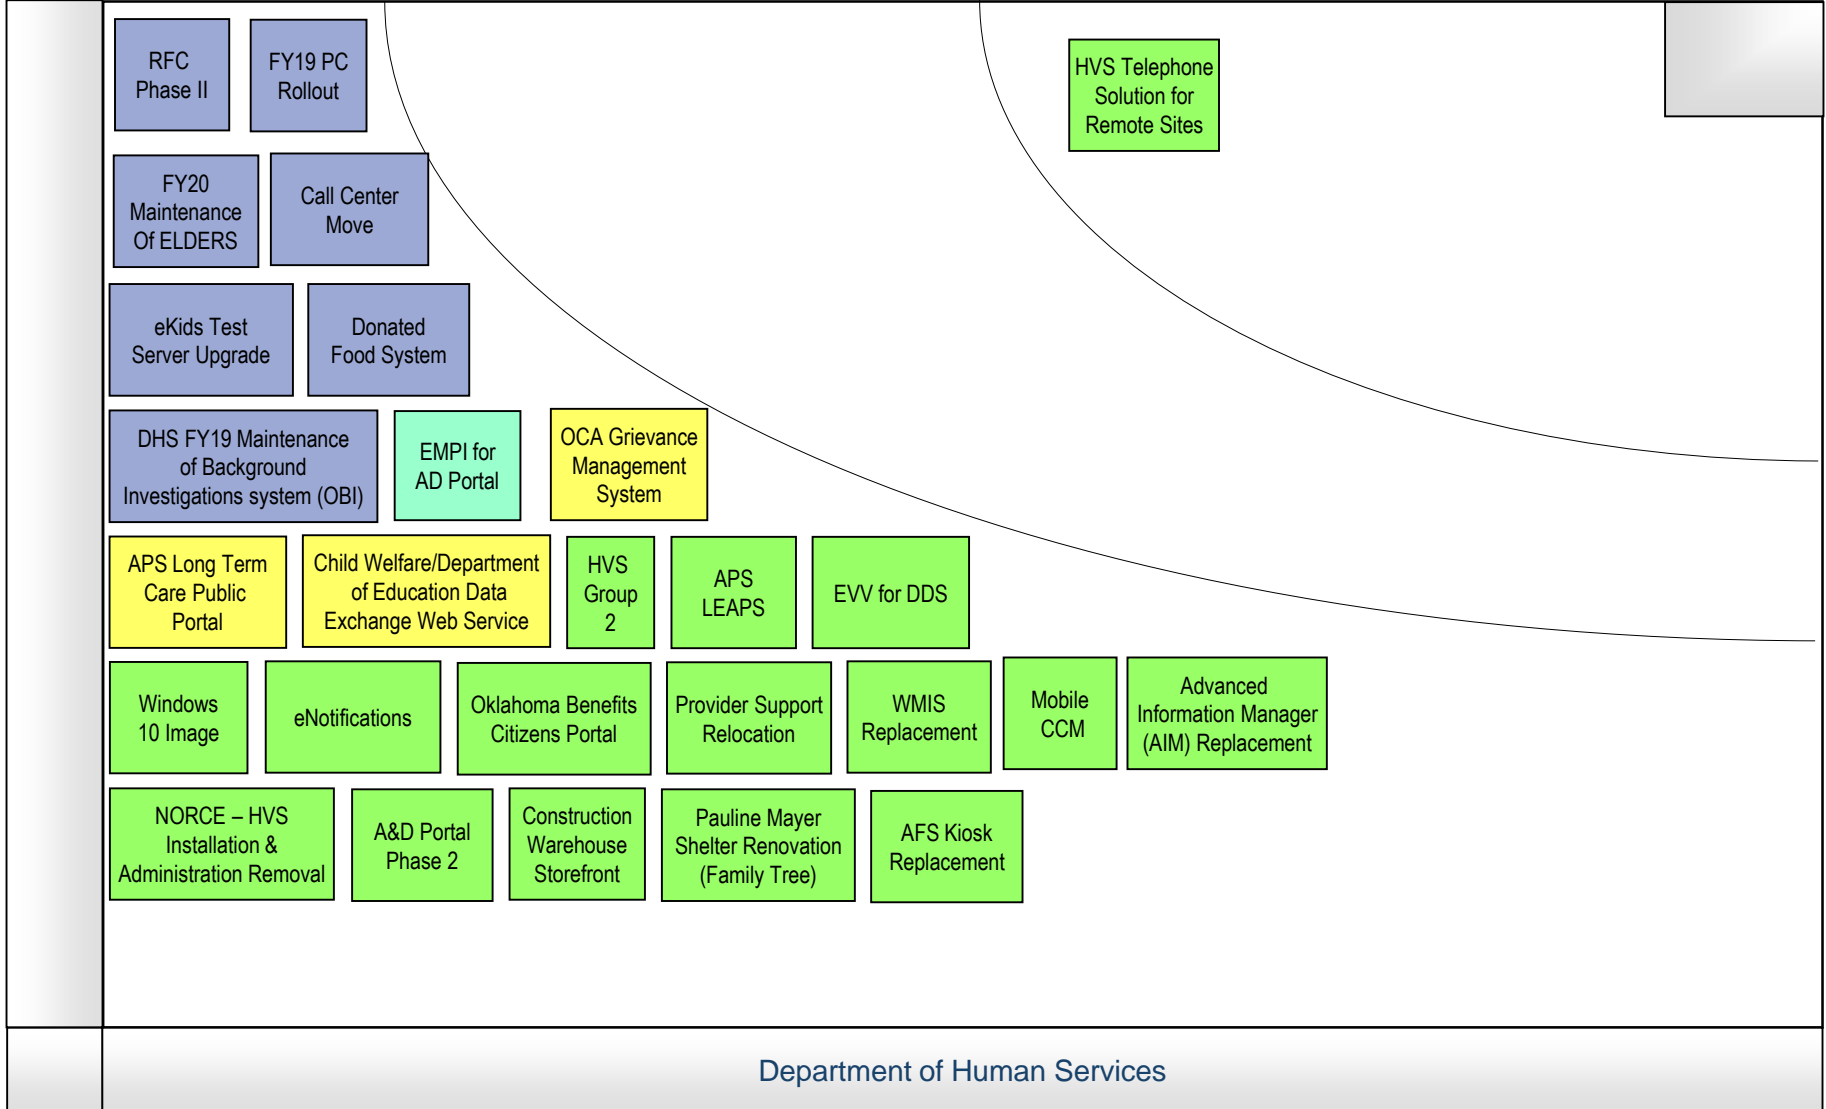 RFC
Phase II
FY19 PC
Rollout
HVS Telephone
Solution for
Remote Sites
FY20
Maintenance
Of ELDERS
Call Center
Move
eKids Test
Server Upgrade
Donated
Food System
DHS FY19 Maintenance
of Background
Investigations system (OBI)
EMPI for
AD Portal
OCA Grievance
Management
System
APS Long Term
Care Public
Portal
Child Welfare/Department
of Education Data
Exchange Web Service
HVS
Group
2
APS
LEAPS
EVV for DDS
Windows
10 Image
eNotifications
Oklahoma Benefits
Citizens Portal
Provider Support
Relocation
WMIS
Replacement
Mobile
CCM
Advanced
Information Manager
(AIM) Replacement
NORCE – HVS
Installation &
Administration Removal
A&D Portal
Phase 2
Construction
Warehouse
Storefront
Pauline Mayer
Shelter Renovation
(Family Tree)
AFS Kiosk
Replacement
Department of Human Services